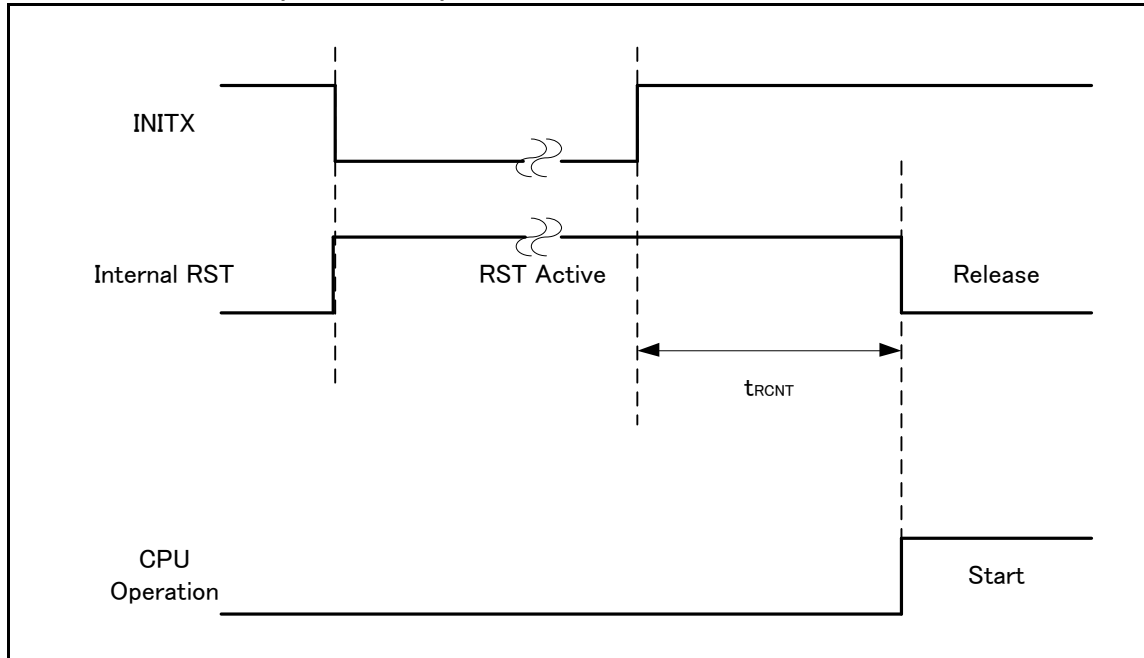 INITX
Internal RST
RST Active
Release
tRCNT
CPU
Operation
Start